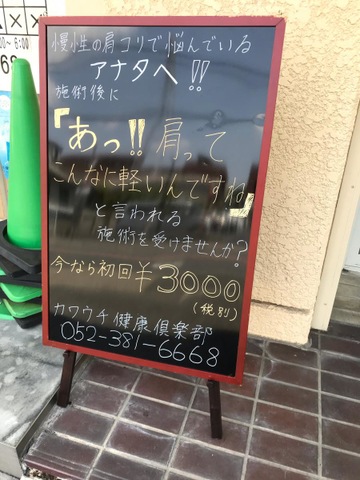 慢性の肩コリで悩んでいる
アナタへ!!
施術後に
「あっ!!肩って
こんなに軽いんですね」
と言われる
施術を受けませんか?
今なら初回¥3000
(税別)
カワウチ健康倶楽部
052-381-6668